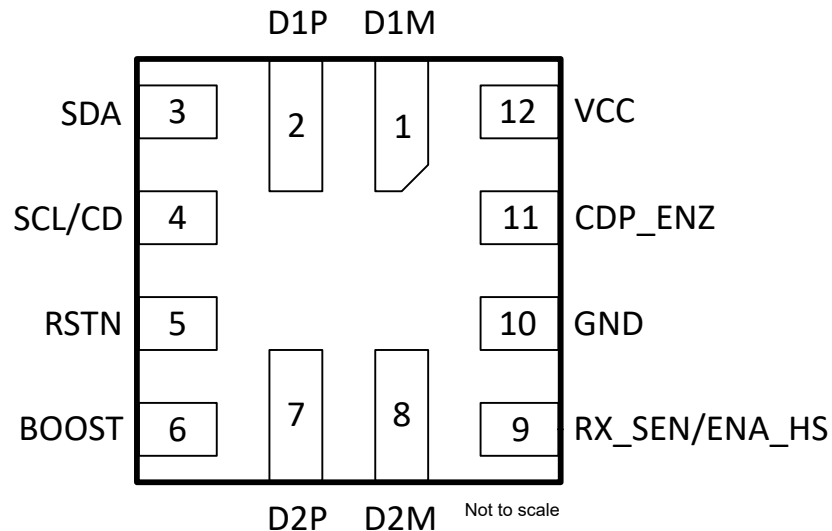 D1P D1M
SDA 3 2 1 12 VCC
SCL/CD 4 11 CDP_ENZ
RSTN 5 10 GND
BOOST 6 7 8 9 RX_SEN/ENA_HS
D2P D2M Not to scale